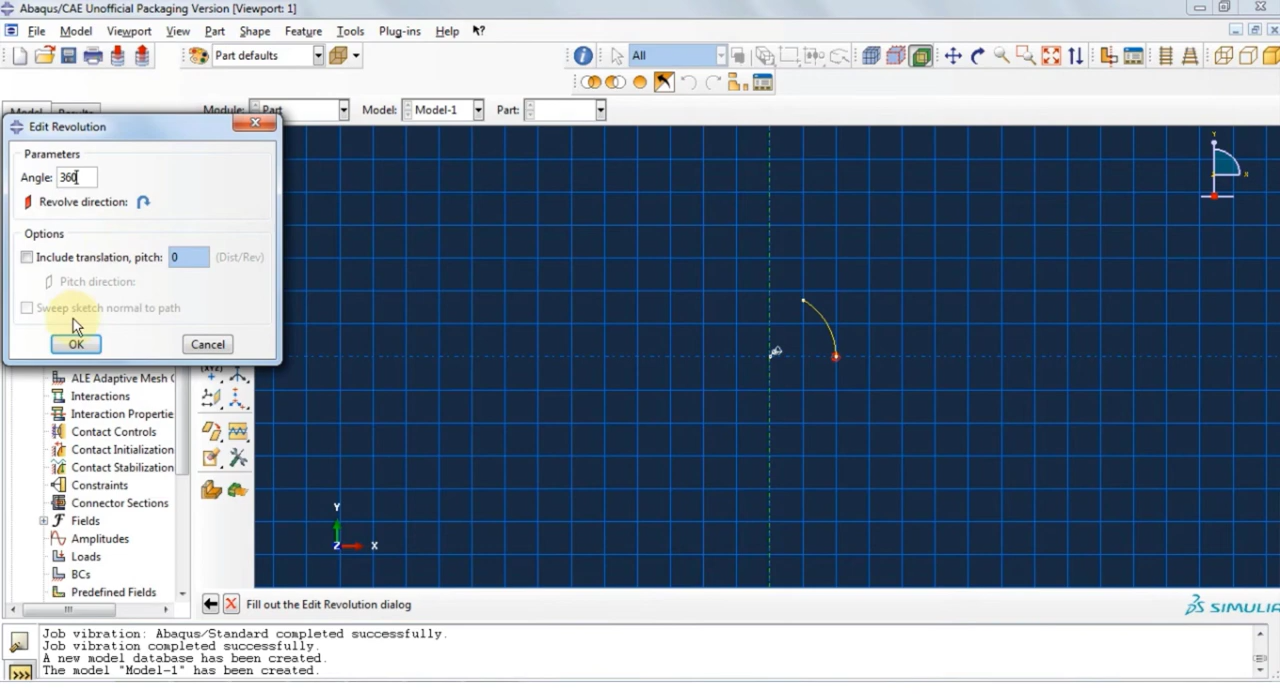 Abaqus/CAE Unofficial Packaging Version [Viewport: 1]
File Model Viewport View Part Shape Feature Tools Plug-ins Help
Part defaults All
Model Results Module: Part Model: Model-1 Part:
Edit Revolution
Parameters
Angle: 360
Revolve direction:
Options
Include translation, pitch: 0 (Dist/Rev)
Pitch direction:
Sweep sketch normal to path
OK Cancel
Y
X
ALE Adaptive Mesh C
Interactions
Interaction Propertie
Contact Controls
Contact Initialization
Contact Stabilization
Constraints
Connector Sections
Fields
Amplitudes
Loads
BCs
Predefined Fields
(XYZ)
Y
Z X
Fill out the Edit Revolution dialog
SIMULIA
Job vibration: Abaqus/Standard completed successfully.
Job vibration completed successfully.
A new model database has been created.
The model "Model-1" has been created.
>>>